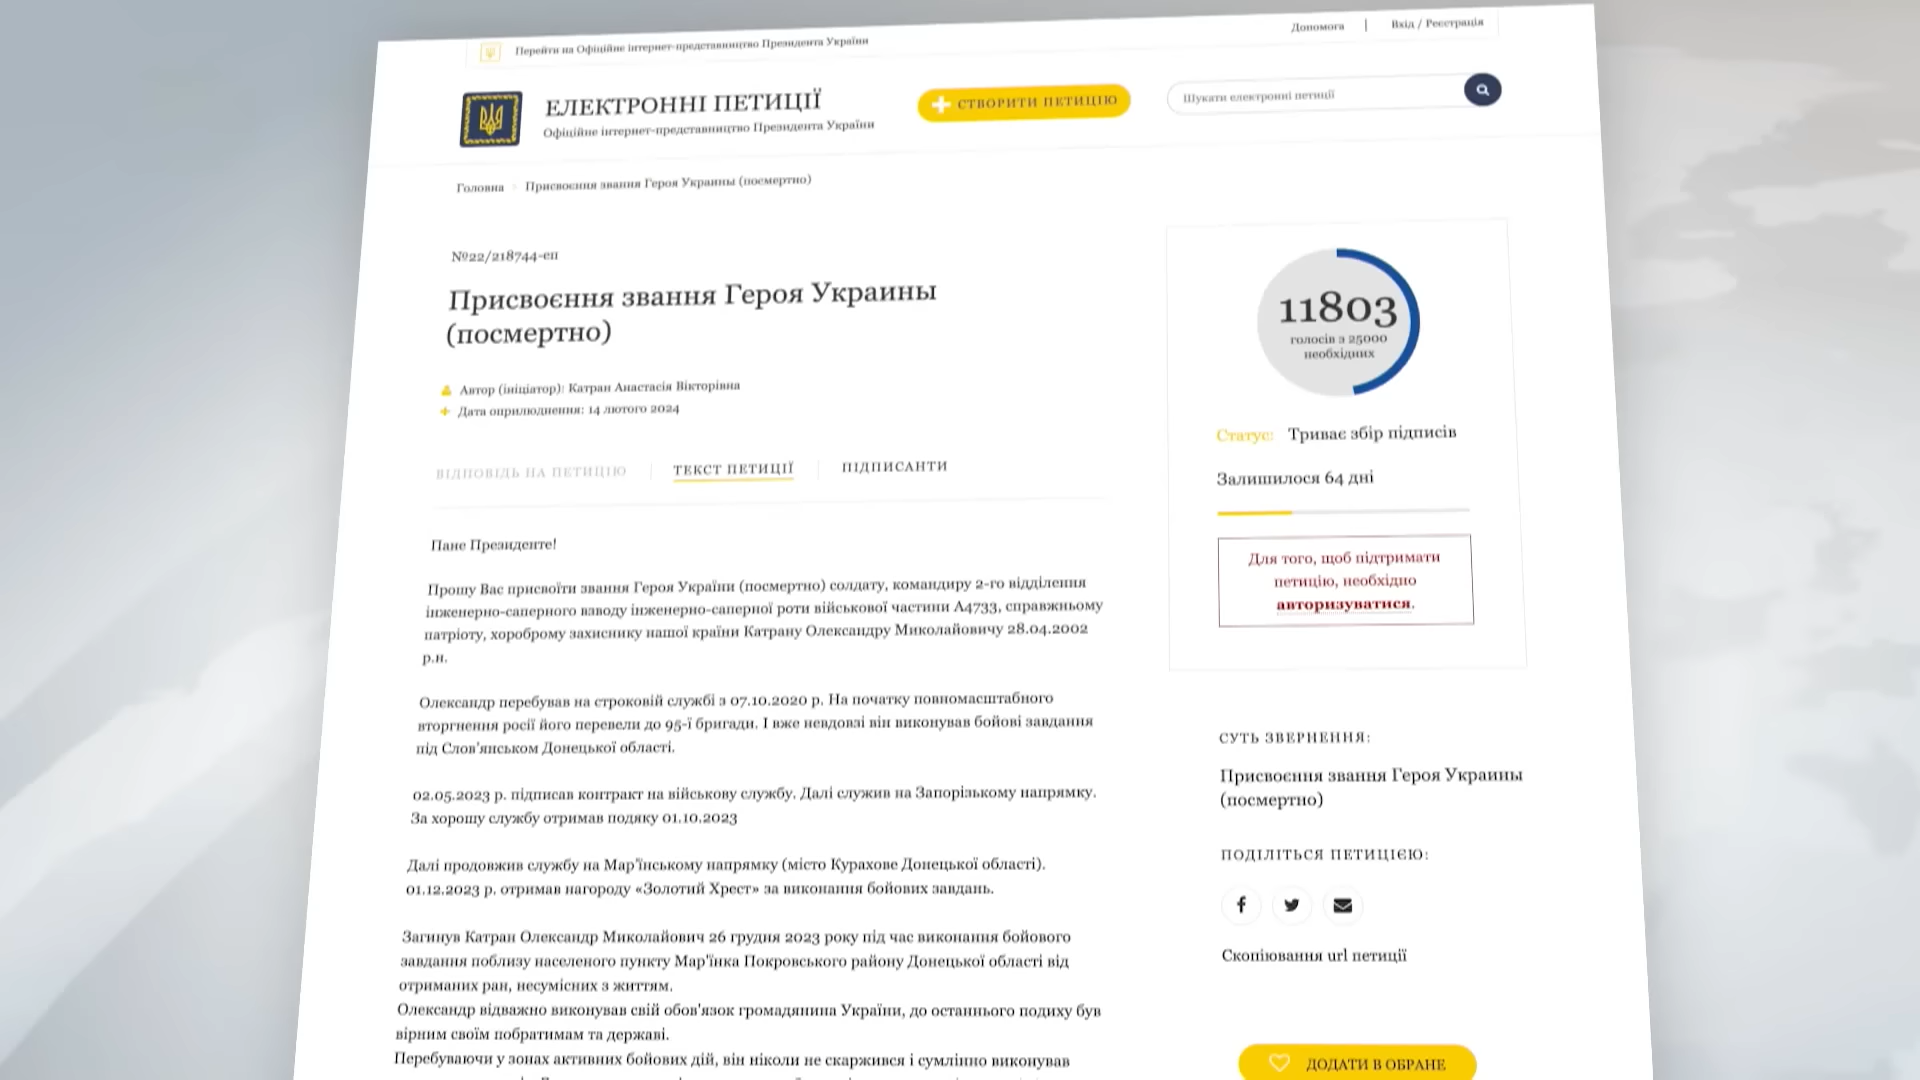 Перейти на Офіційне інтернет-представництво Президента України
Допомога | Вхід / Реєстрація
ЕЛЕКТРОННІ ПЕТИЦІЇ
Офіційне інтернет-представництво Президента України
СТВОРИТИ ПЕТИЦІЮ
Шукати електронні петиції
Головна > Присвоєння звання Героя Украины (посмертно)
№22/218744-еп
Присвоєння звання Героя Украины
(посмертно)
Автор (ініціатор): Катран Анастасія Вікторівна
Дата оприлюднення: 14 лютого 2024
ВІДПОВІДЬ НА ПЕТИЦІЮ
ТЕКСТ ПЕТИЦІЇ
ПІДПИСАНТИ
Пане Президенте!
Прошу Вас присвоїти звання Героя України (посмертно) солдату, командиру 2-го відділення
інженерно-саперного взводу інженерно-саперної роти військової частини А4733, справжньому
патріоту, хороброму захиснику нашої країни Катрану Олександру Миколайовичу 28.04.2002
р.н.
Олександр перебував на строковій службі з 07.10.2020 р. На початку повномасштабного
вторгнення росії його перевели до 95-ї бригади. І вже невдовзі він виконував бойові завдання
під Слов'янськом Донецької області.
02.05.2023 р. підписав контракт на військову службу. Далі служив на Запорізькому напрямку.
За хорошу службу отримав подяку 01.10.2023
Далі продовжив службу на Мар'їнському напрямку (місто Курахове Донецької області).
01.12.2023 р. отримав нагороду «Золотий Хрест» за виконання бойових завдань.
Загинув Катран Олександр Миколайович 26 грудня 2023 року під час виконання бойового
завдання поблизу населеного пункту Мар'їнка Покровського району Донецької області від
отриманих ран, несумісних з життям.
Олександр відважно виконував свій обов'язок громадянина України, до останнього подиху був
вірним своїм побратимам та державі.
Перебуваючи у зонах активних бойових дій, він ніколи не скаржився і сумлінно виконував
11803
голосів з 25000
необхідних
Статус: Триває збір підписів
Залишилося 64 дні
Для того, щоб підтримати
петицію, необхідно
авторизуватися.
СУТЬ ЗВЕРНЕННЯ:
Присвоєння звання Героя Украины
(посмертно)
ПОДІЛІТЬСЯ ПЕТИЦІЄЮ:
Скопіювання url петиції
ДОДАТИ В ОБРАНЕ